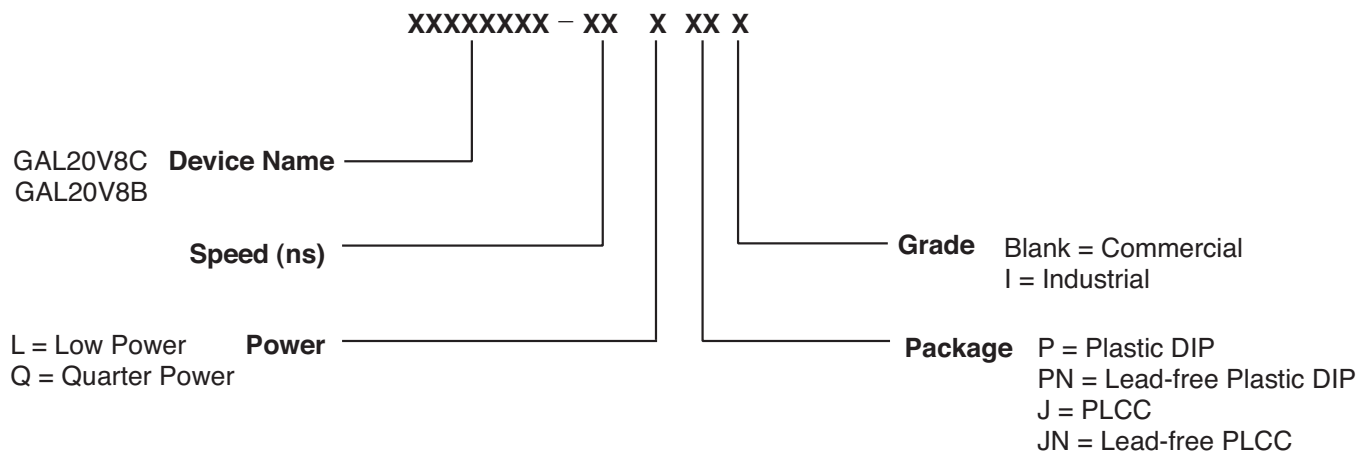 XXXXXXXX – XX X XX X
GAL20V8C Device Name
GAL20V8B
Speed (ns)
Grade Blank = Commercial
I = Industrial
L = Low Power Power
Q = Quarter Power
Package P = Plastic DIP
PN = Lead-free Plastic DIP
J = PLCC
JN = Lead-free PLCC